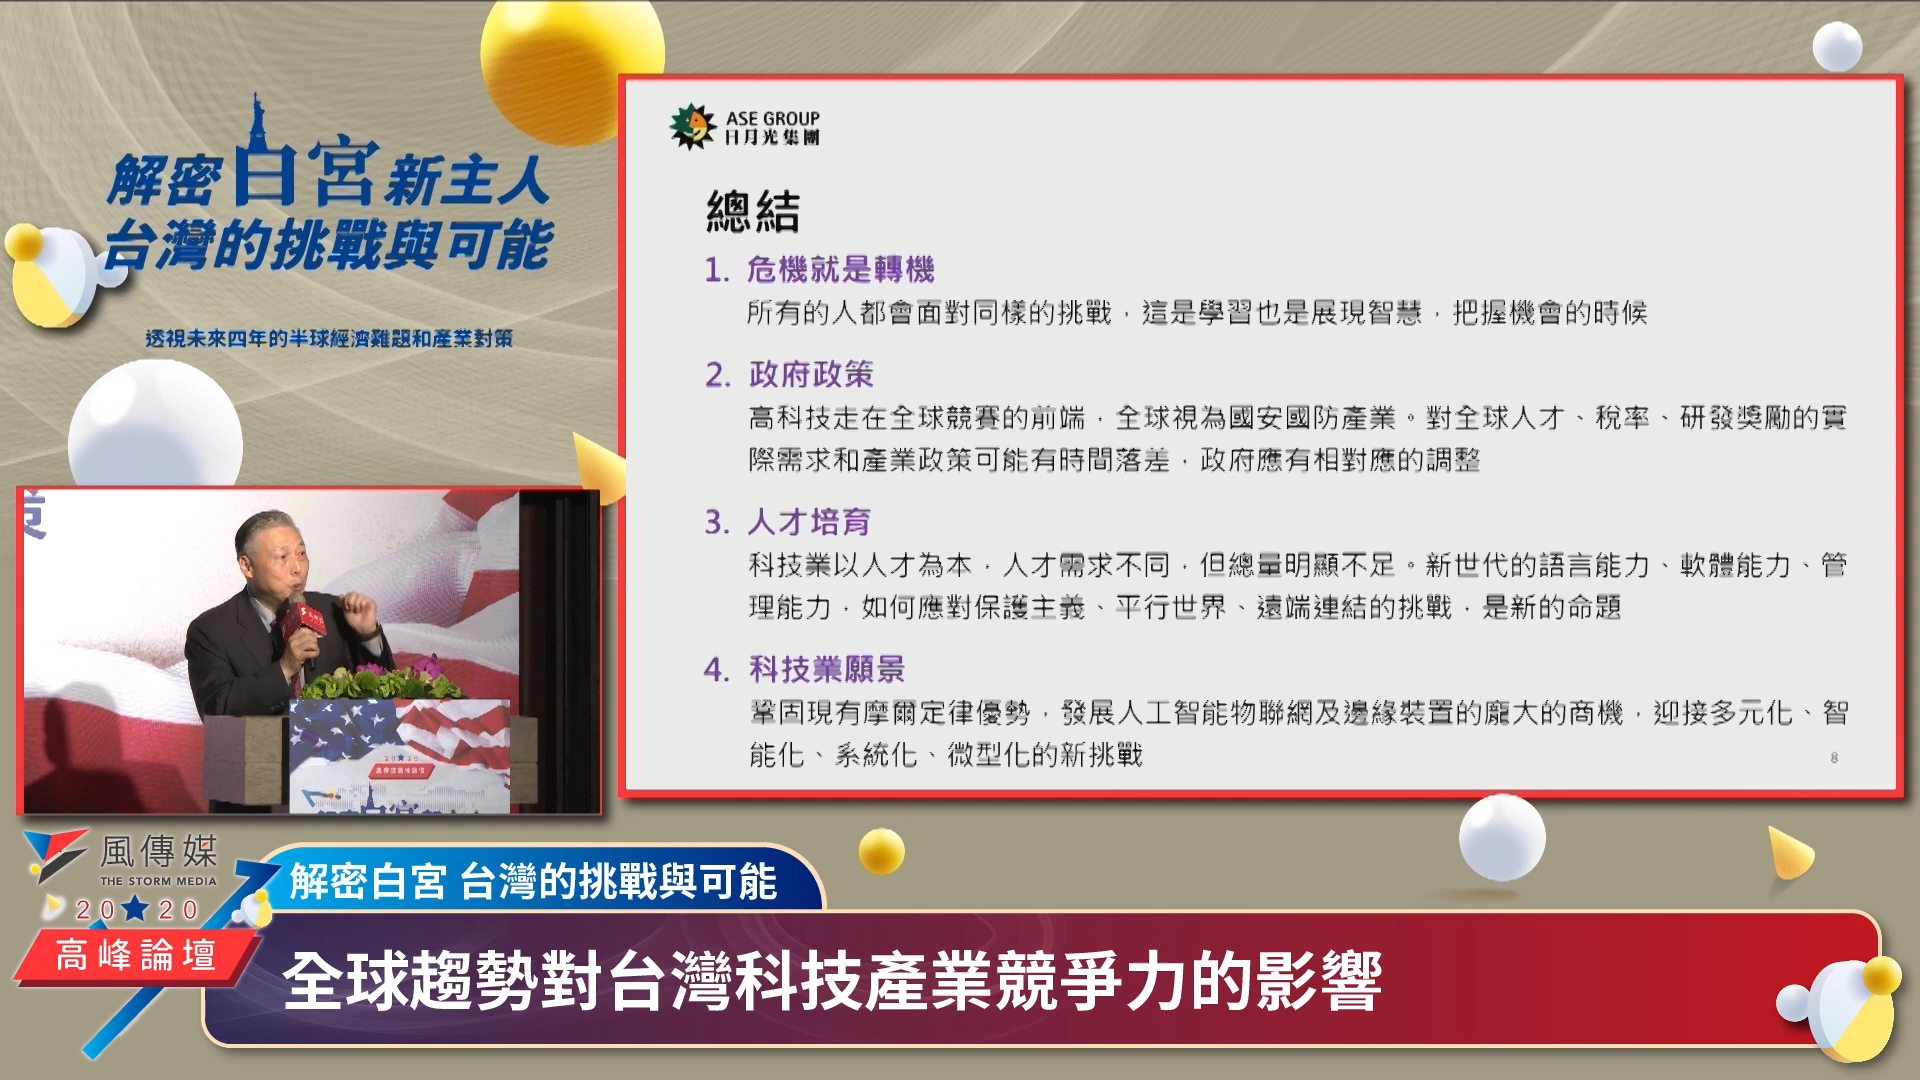 解密白宮新主人
台灣的挑戰與可能
透視未來四年的半球經濟難題和產業對策
ASE GROUP
日月光集團
總結
1. 危機就是轉機
所有的人都會面對同樣的挑戰，這是學習也是展現智慧，把握機會的時候
2. 政府政策
高科技走在全球競賽的前端，全球視為國安國防產業。對全球人才、稅率、研發獎勵的實
際需求和產業政策可能有時間落差，政府應有相對應的調整
3. 人才培育
科技業以人才為本，人才需求不同，但總量明顯不足。新世代的語言能力、軟體能力、管
理能力，如何應對保護主義、平行世界、遠端連結的挑戰，是新的命題
4. 科技業願景
鞏固現有摩爾定律優勢，發展人工智能物聯網及邊緣裝置的龐大的商機，迎接多元化、智
能化、系統化、微型化的新挑戰
8
策
風傳媒
THE STORM MEDIA
20 20
高峰論壇
解密白宮 台灣的挑戰與可能
全球趨勢對台灣科技產業競爭力的影響